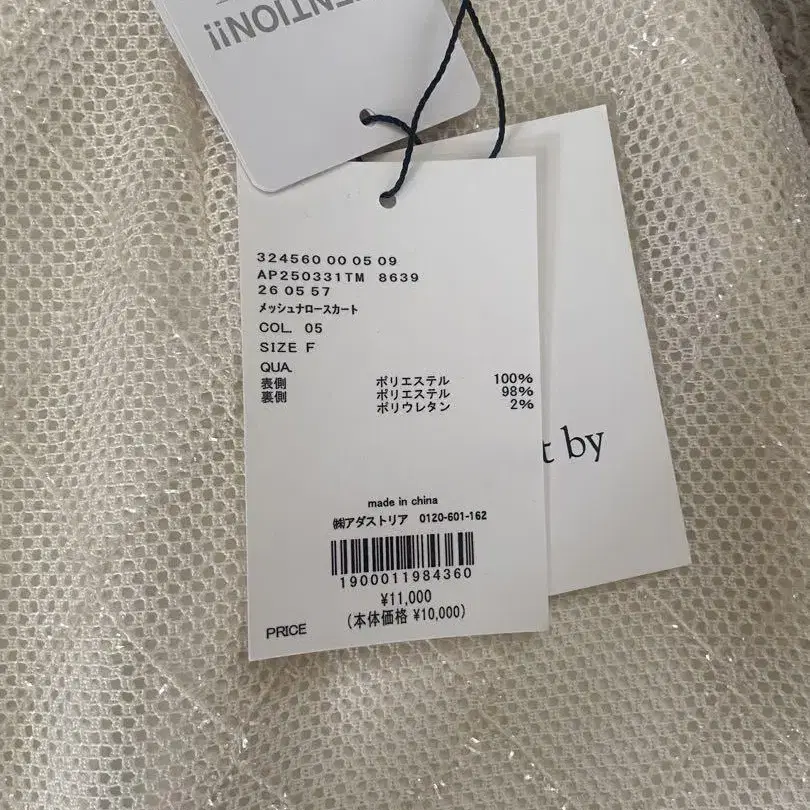 ENTION!!
324560 00 05 09
AP250331TM 8639
26 05 57
メッシュナロースカート
COL. 05
SIZE F
QUA.
表側 ポリエステル 100%
裏側 ポリエステル 98%
ポリウレタン 2%
t by
made in china
㈱アダストリア 0120-601-162
1900011984360
¥11,000
(本体価格 ¥10,000)
PRICE